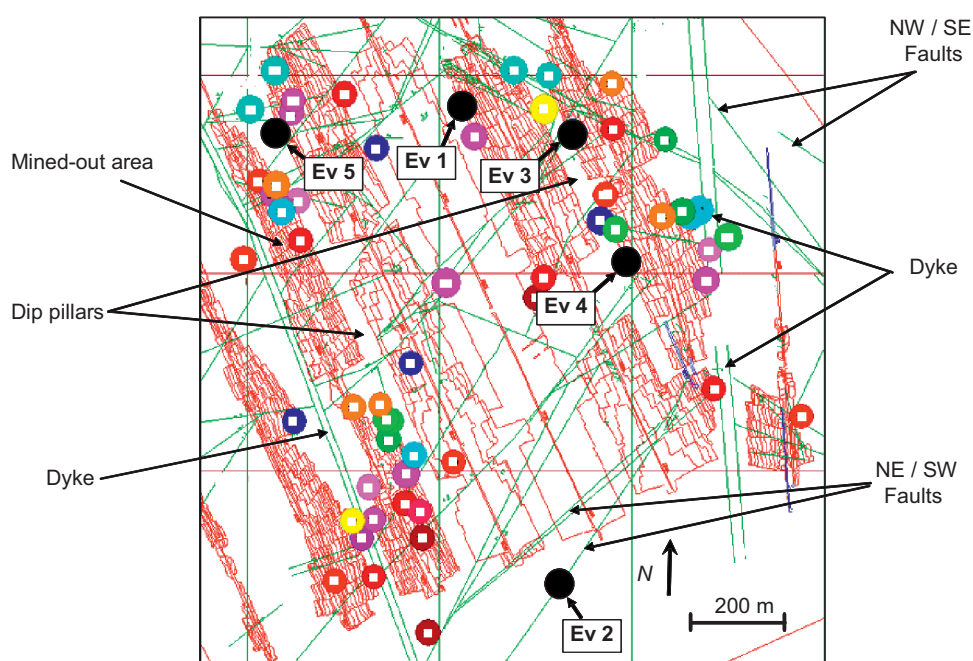 NW / SE
Faults
Mined-out area
Ev 5
Ev 1
Ev 3
Dip pillars
Ev 4
Dyke
Dyke
NE / SW
Faults
N
200 m
Ev 2